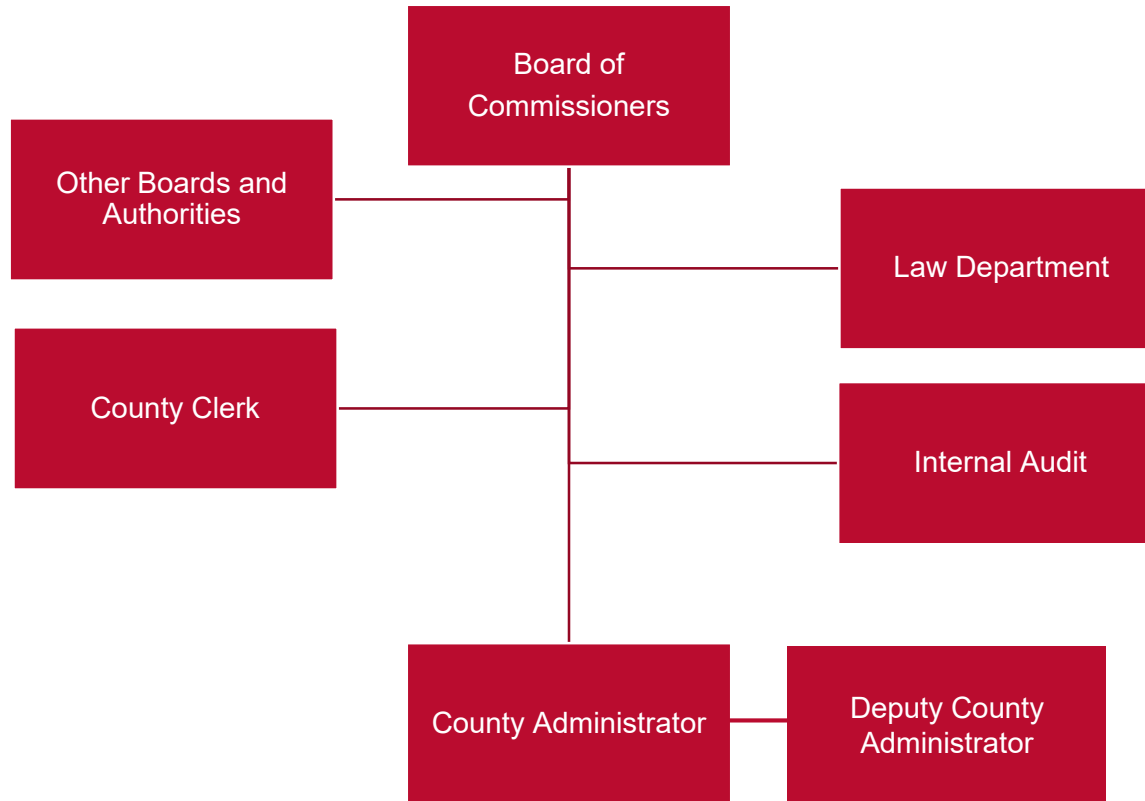 Board of
Commissioners
Other Boards and
Authorities
Law Department
County Clerk
Internal Audit
County Administrator
Deputy County
Administrator